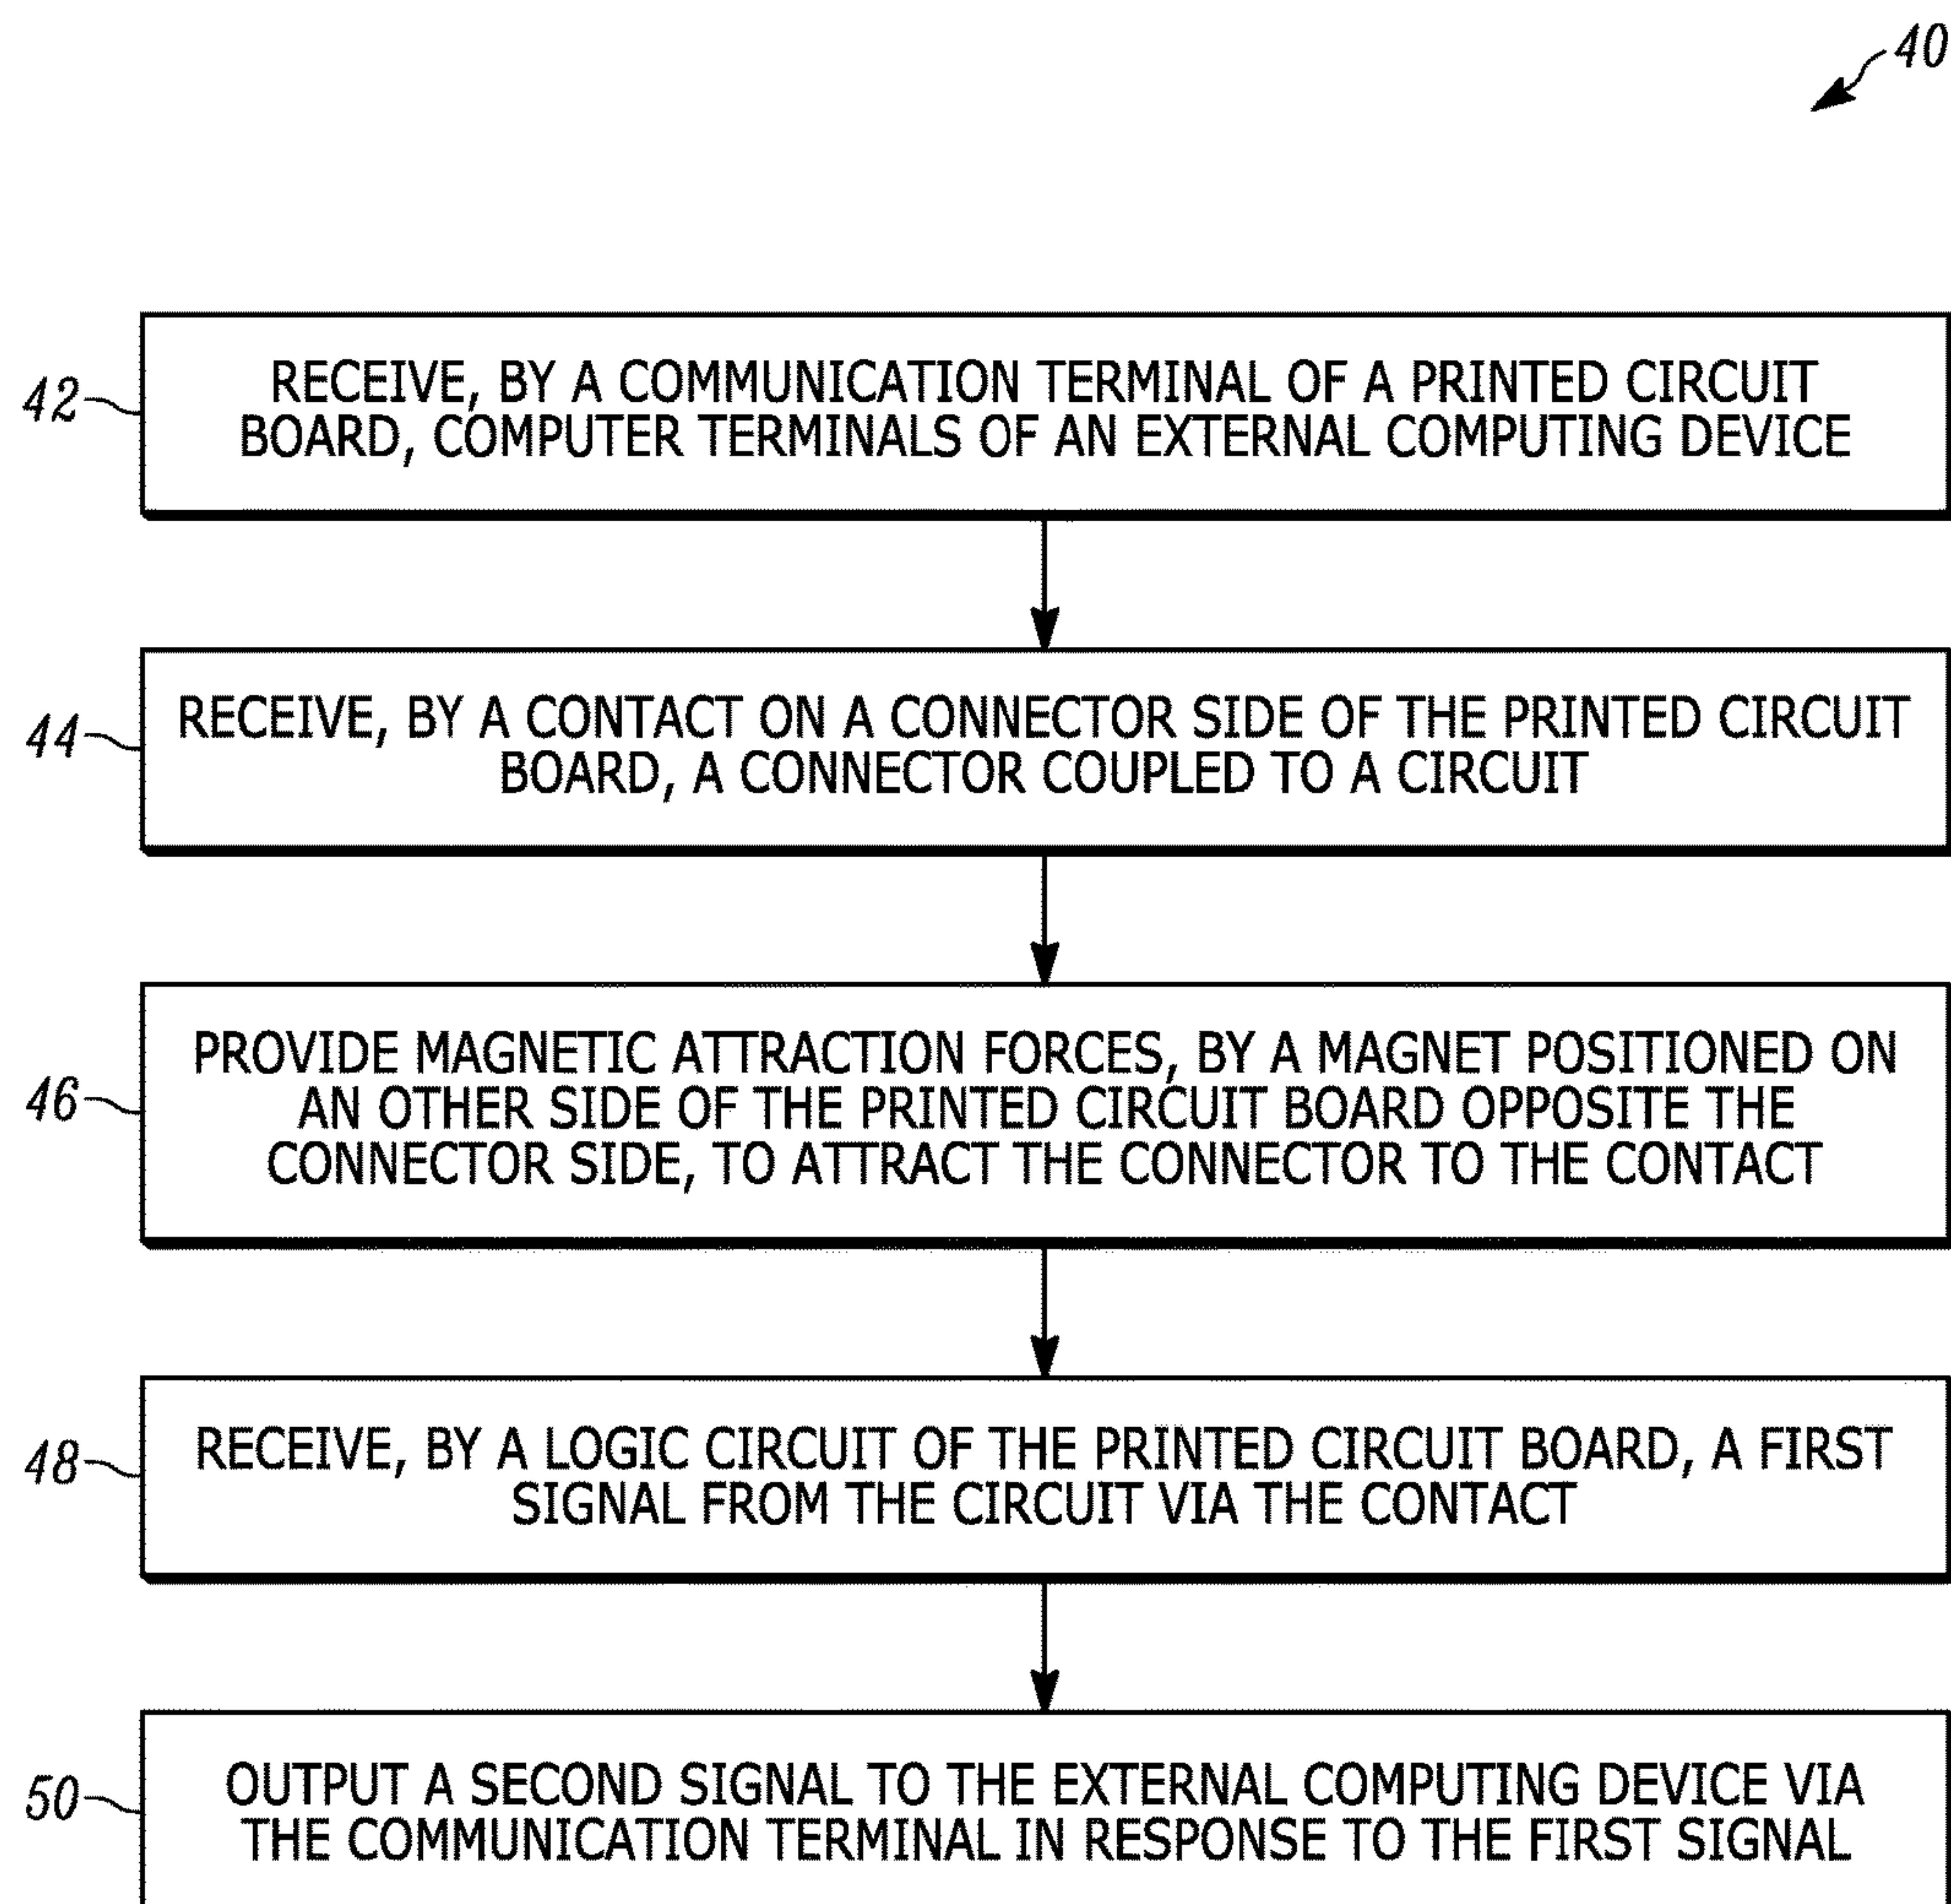 40
42
RECEIVE, BY A COMMUNICATION TERMINAL OF A PRINTED CIRCUIT
BOARD, COMPUTER TERMINALS OF AN EXTERNAL COMPUTING DEVICE
44
RECEIVE, BY A CONTACT ON A CONNECTOR SIDE OF THE PRINTED CIRCUIT
BOARD, A CONNECTOR COUPLED TO A CIRCUIT
46
PROVIDE MAGNETIC ATTRACTION FORCES, BY A MAGNET POSITIONED ON
AN OTHER SIDE OF THE PRINTED CIRCUIT BOARD OPPOSITE THE
CONNECTOR SIDE, TO ATTRACT THE CONNECTOR TO THE CONTACT
48
RECEIVE, BY A LOGIC CIRCUIT OF THE PRINTED CIRCUIT BOARD, A FIRST
SIGNAL FROM THE CIRCUIT VIA THE CONTACT
50
OUTPUT A SECOND SIGNAL TO THE EXTERNAL COMPUTING DEVICE VIA
THE COMMUNICATION TERMINAL IN RESPONSE TO THE FIRST SIGNAL